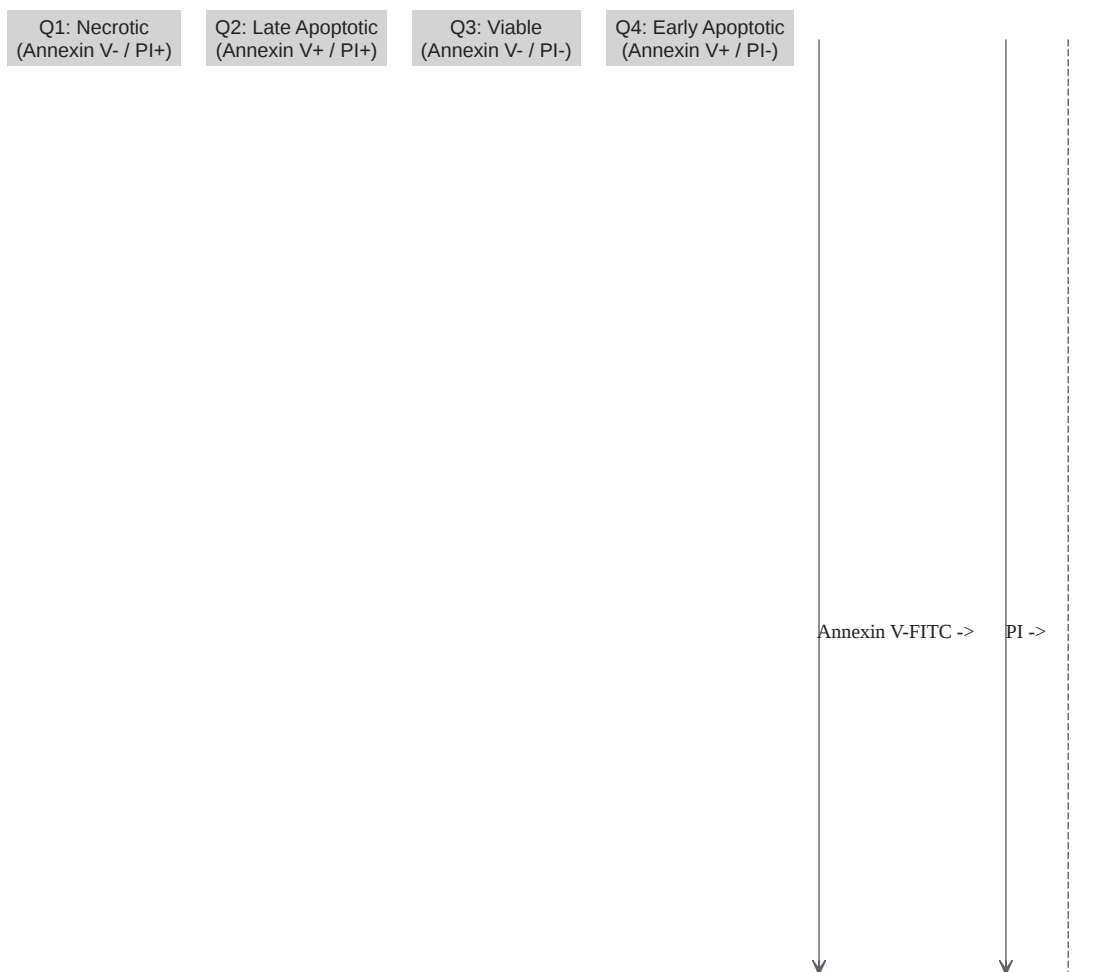 Q1: Necrotic
(Annexin V- / PI+)
Q2: Late Apoptotic
(Annexin V+ / PI+)
Q3: Viable
(Annexin V- / PI-)
Q4: Early Apoptotic
(Annexin V+ / PI-)
Annexin V-FITC ->
PI ->